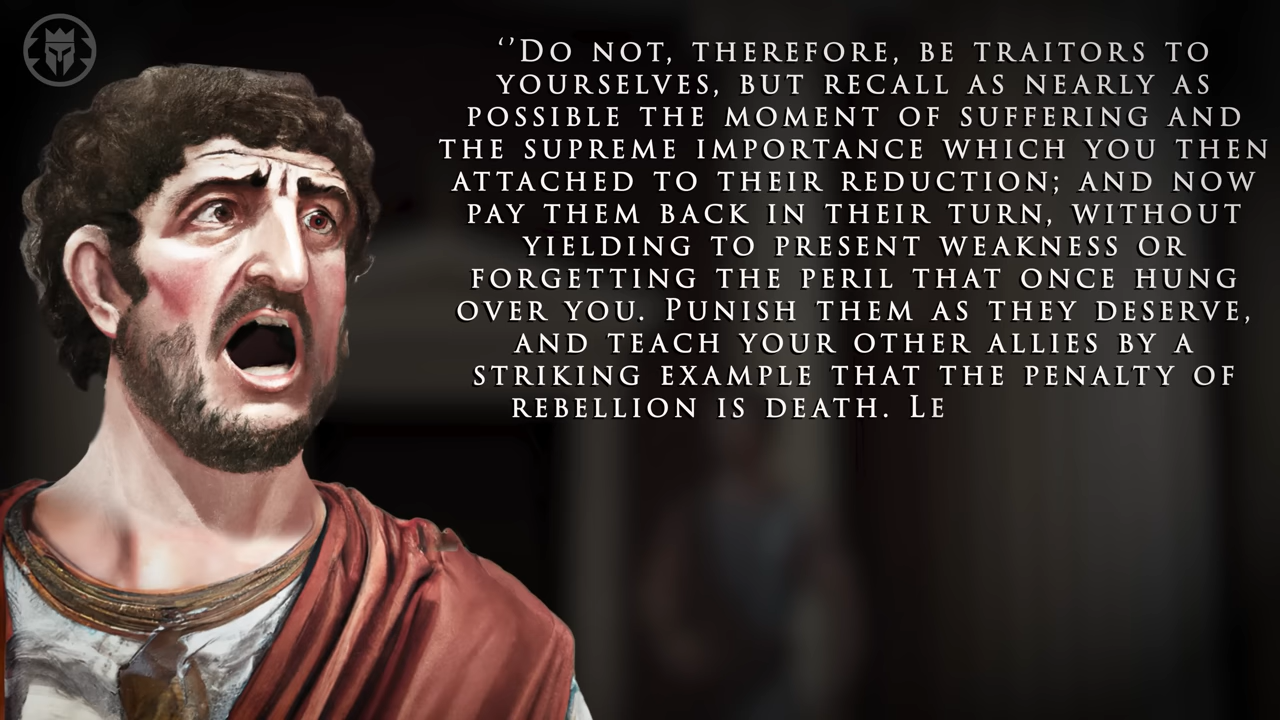 ‘’Do not, therefore, be traitors to
yourselves, but recall as nearly as
possible the moment of suffering and
the supreme importance which you then
attached to their reduction; and now
pay them back in their turn, without
yielding to present weakness or
forgetting the peril that once hung
over you. Punish them as they deserve,
and teach your other allies by a
striking example that the penalty of
rebellion is death. Le